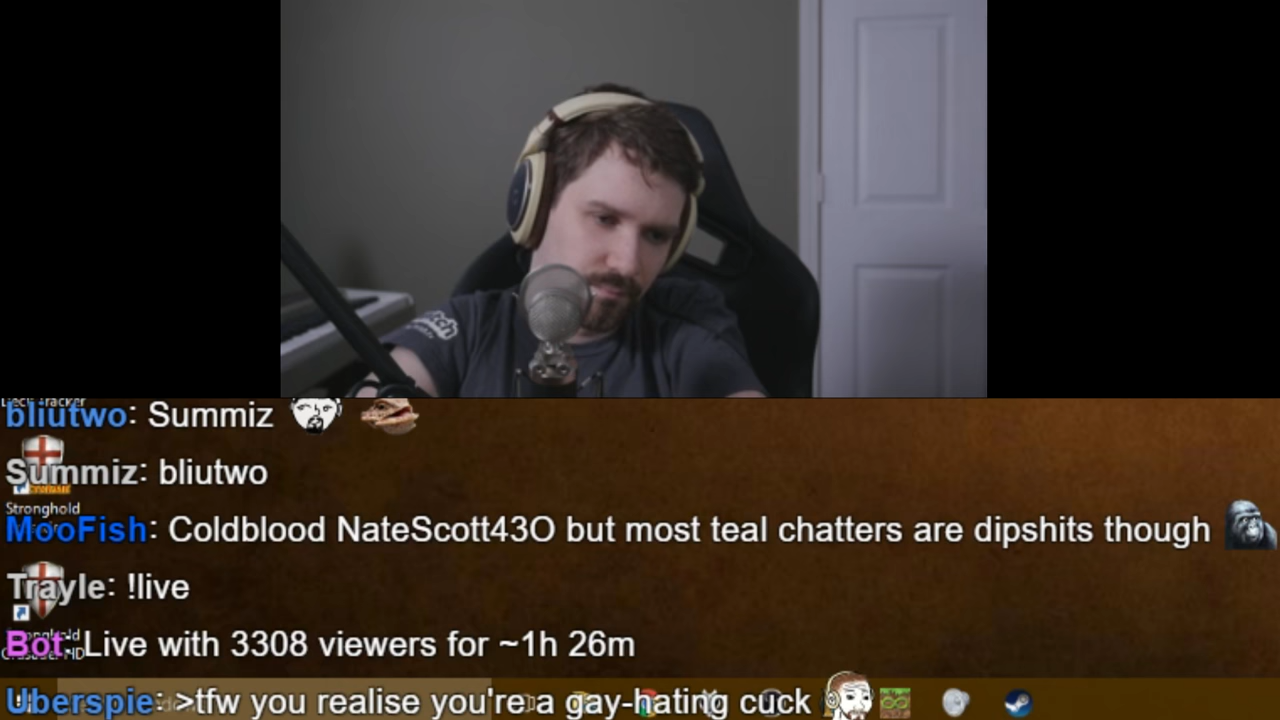 bliutwo: Summiz
Summiz: bliutwo
Stronghold
MooFish: Coldblood NateScott43O but most teal chatters are dipshits though
Trayle: !live
Bot: Live with 3308 viewers for ~1h 26m
Uberspie: >tfw you realise you're a gay-hating cuck